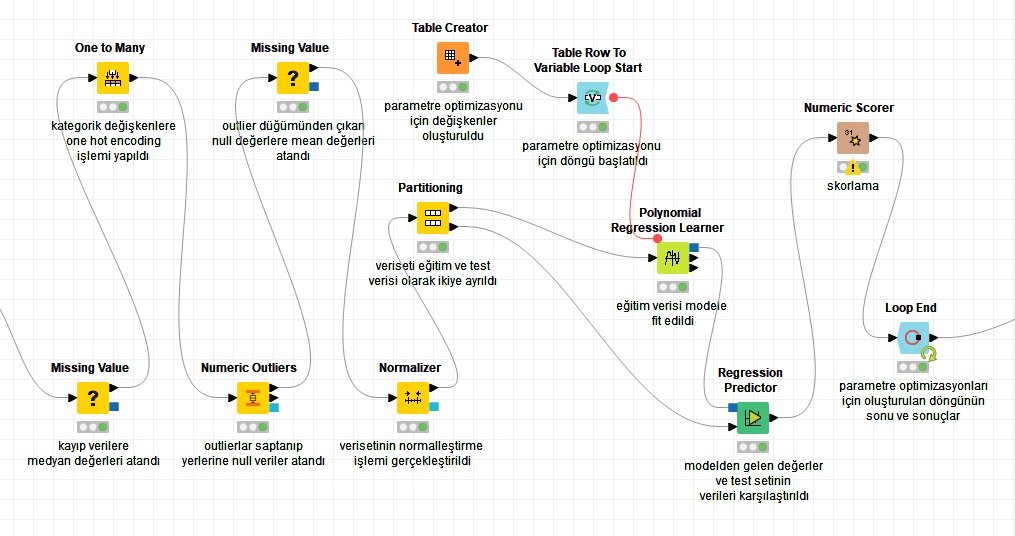 One to Many
kategorik değişkenlere
one hot encoding
işlemi yapıldı
Missing Value
?
outlier düğümünden çıkan
null değerlere mean değerleri
atandı
Table Creator
parametre optimizasyonu
için değişkenler
oluşturuldu
Table Row To
Variable Loop Start
V
parametre optimizasyonu
için döngü başlatıldı
Numeric Scorer
31
skorlama
Partitioning
veriseti eğitim ve test
verisi olarak ikiye ayrıldı
Polynomial
Regression Learner
eğitim verisi modele
fit edildi
Loop End
parametre optimizasyonları
için oluşturulan döngünün
sonu ve sonuçlar
Missing Value
?
kayıp verilere
medyan değerleri atandı
Numeric Outliers
outlierlar saptanıp
yerlerine null veriler atandı
Normalizer
verisetinin normalleştirme
işlemi gerçekleştirildi
Regression
Predictor
modelden gelen değerler
ve test setinin
verileri karşılaştırıldı